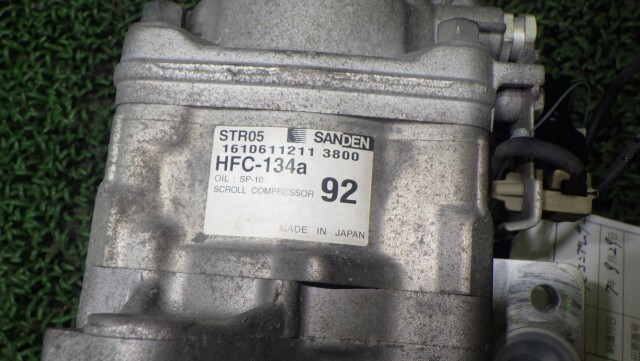 STR05 SANDEN
1610611211 3800
HFC-134a
OIL : SP-10
SCROLL COMPRESSOR 92
MADE IN JAPAN